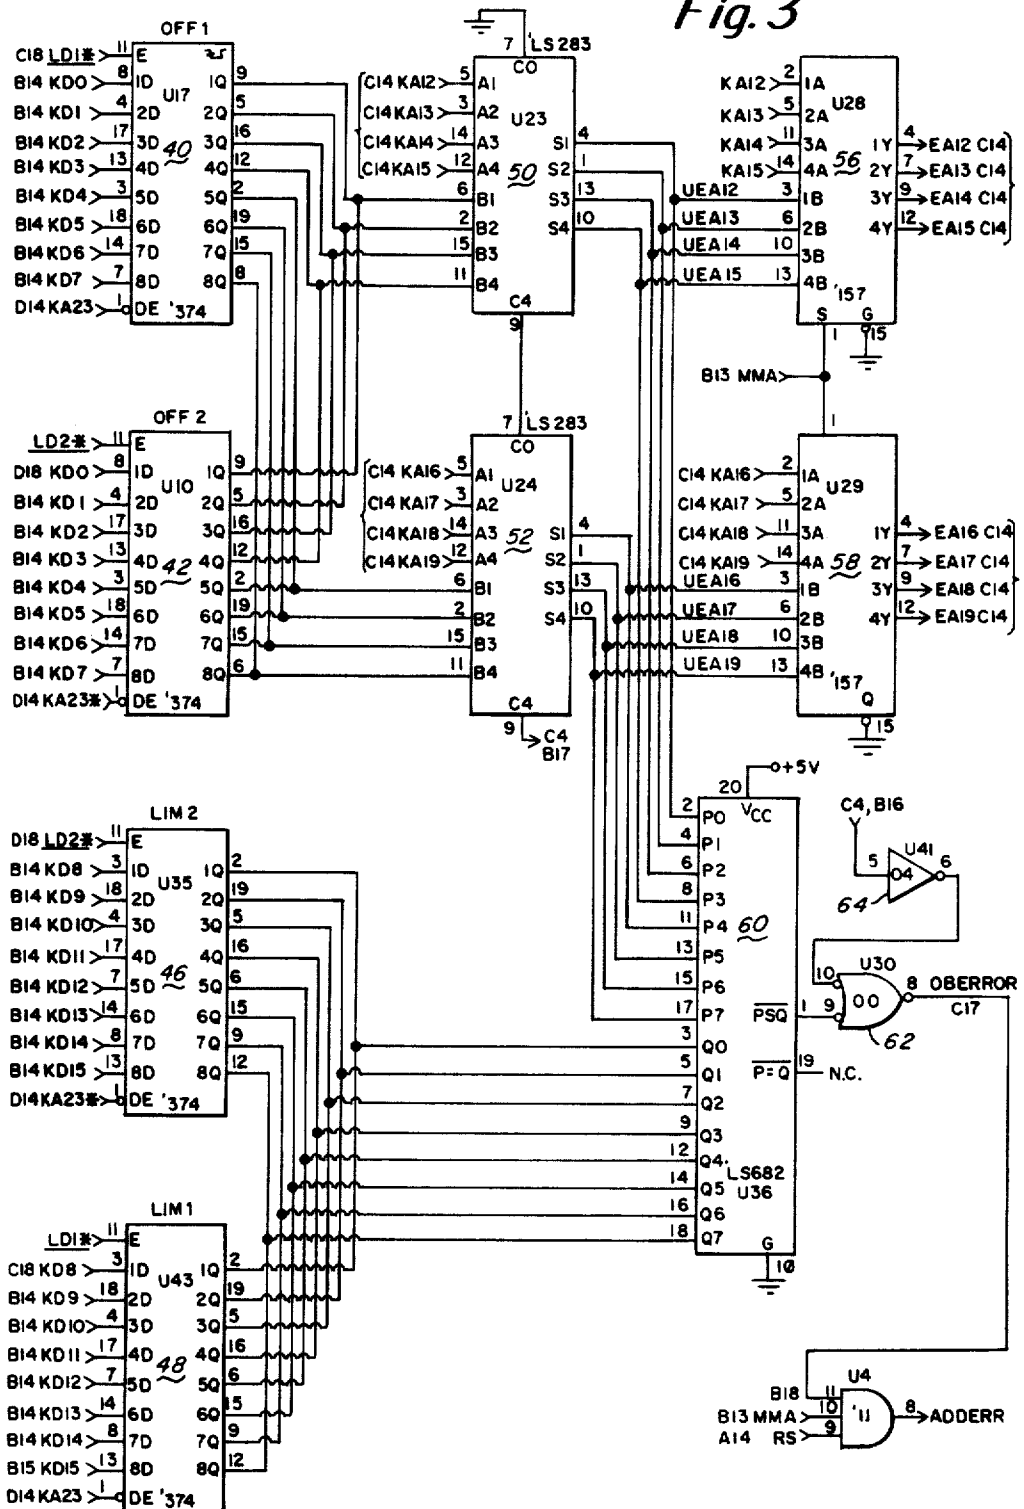 Fig. 3
OFF 1
C18 LD1* 11 E
B14 KD0 8 1D 1Q 9
U17
B14 KD1 4 2D 2Q 5
B14 KD2 17 3D 3Q 16
40
B14 KD3 13 4D 4Q 12
B14 KD4 3 5D 5Q 2
B14 KD5 18 6D 6Q 19
B14 KD6 14 7D 7Q 15
B14 KD7 7 8D 8Q 8
D14 KA23 1 DE '374
OFF 2
LD2* 11 E
D18 KD0 8 1D 1Q 9
U10
B14 KD1 4 2D 2Q 5
B14 KD2 17 3D 3Q 16
B14 KD3 13 4D 4Q 12
42
B14 KD4 3 5D 5Q 2
B14 KD5 18 6D 6Q 19
B14 KD6 14 7D 7Q 15
B14 KD7 7 8D 8Q 6
D14 KA23* 1 DE '374
LIM 2
D18 LD2* 11 E
B14 KD8 3 1D 1Q 2
U35
B14 KD9 18 2D 2Q 19
B14 KD10 4 3D 3Q 5
B14 KD11 17 4D 4Q 16
46
B14 KD12 7 5D 5Q 6
B14 KD13 14 6D 6Q 15
B14 KD14 8 7D 7Q 9
B14 KD15 13 8D 8Q 12
D14 KA23* 1 DE '374
LIM 1
LD1* 11 E
C18 KD8 3 1D 1Q 2
U43
B14 KD9 18 2D 2Q 19
B14 KD10 4 3D 3Q 5
B14 KD11 17 4D 4Q 16
48
B14 KD12 7 5D 5Q 6
B14 KD13 14 6D 6Q 15
B14 KD14 8 7D 7Q 9
B15 KD15 13 8D 8Q 12
D14 KA23 1 DE '374
7 'LS 283
CO
C14 KA12 5 A1
C14 KA13 3 A2
U23
C14 KA14 14 A3 S1 4
C14 KA15 12 A4 S2 1
50
6 B1 S3 13
2 B2 S4 10
15 B3
11 B4
C4
9
7 'LS 283
CO
C14 KA16 5 A1
U24
C14 KA17 3 A2
C14 KA18 14 A3 S1 4
52
C14 KA19 12 A4 S2 1
6 B1 S3 13
2 B2 S4 10
15 B3
11 B4
C4
9 C4
B17
KA12 2 1A
U28
KA13 5 2A
KA14 11 3A 1Y 4 EA12 C14
KA15 14 4A 56 2Y 7 EA13 C14
UEA12 3 1B 3Y 9 EA14 C14
UEA13 6 2B 4Y 12 EA15 C14
UEA14 10 3B
UEA15 13 4B '157
S G
1 15
B13 MMA
1
C14 KA16 2 1A
U29
C14 KA17 5 2A
C14 KA18 11 3A 1Y 4 EA16 C14
C14 KA19 14 4A 58 2Y 7 EA17 C14
UEA16 3 1B 3Y 9 EA18 C14
UEA17 6 2B 4Y 12 EA19 C14
UEA18 10 3B
UEA19 13 4B '157
Q
15
+5V
20
VCC
2 P0
4 P1
6 P2
8 P3
11 P4
60
13 P5
15 P6
17 P7 PSQ 1
3 Q0
5 Q1 P=Q 19 N.C.
7 Q2
9 Q3
12 Q4
LS682
14 Q5
U36
16 Q6
18 Q7
G
10
C4, B16
U41
5 04 6
64
U30
10 8 OBERROR
9 00 C17
62
U4
B18 11
B13 MMA 10 '11 8 ADDERR
A14 RS 9